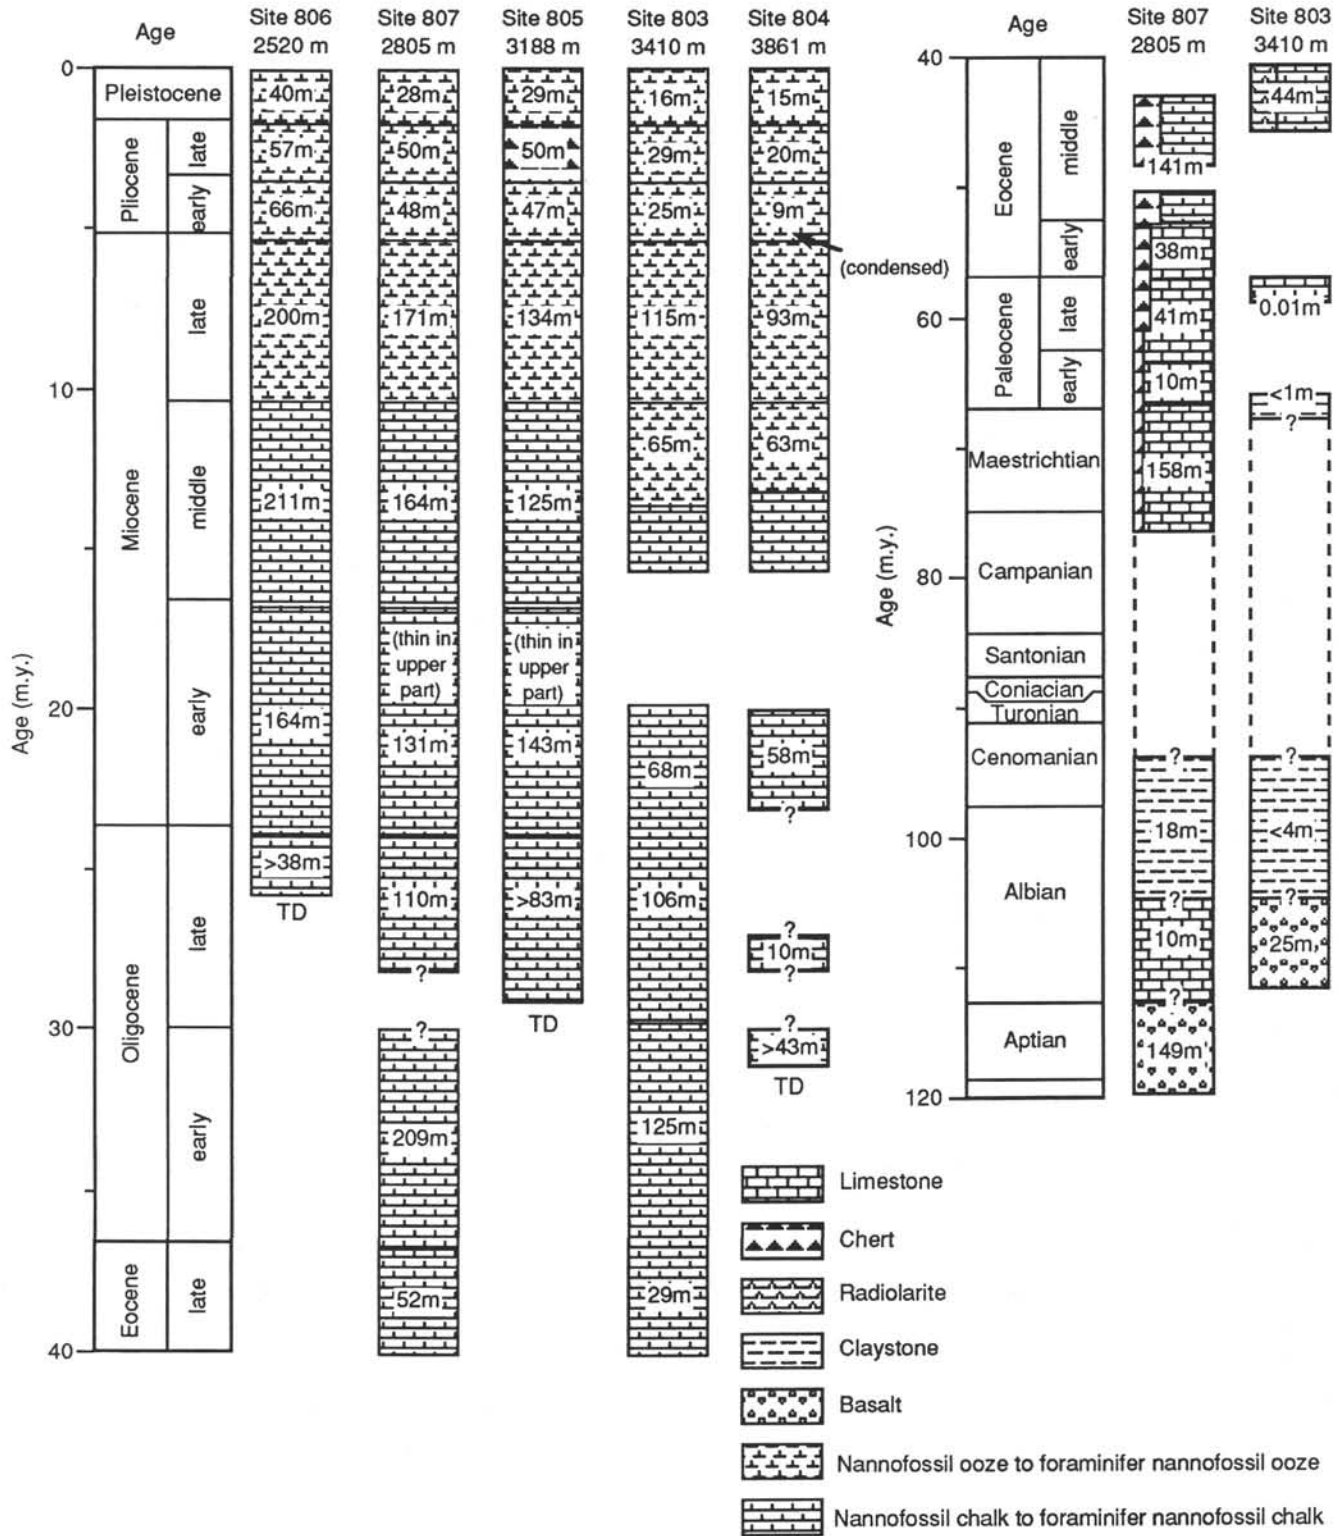 Age
Site 806
2520 m
Site 807
2805 m
Site 805
3188 m
Site 803
3410 m
Site 804
3861 m
Age (m.y.)
0
10
20
30
40
Pleistocene
Pliocene
late
early
Miocene
late
middle
early
Oligocene
late
early
Eocene
late
40m
57m
66m
200m
211m
164m
>38m
TD
28m
50m
48m
171m
164m
(thin in
upper
part)
131m
110m
?
?
209m
52m
29m
50m
47m
134m
125m
(thin in
upper
part)
143m
>83m
TD
16m
29m
25m
115m
65m
68m
106m
125m
29m
15m
20m
9m
(condensed)
93m
63m
58m
?
?
10m
?
?
>43m
TD
Age
Site 807
2805 m
Site 803
3410 m
Age (m.y.)
40
60
80
100
120
Eocene
middle
early
Paleocene
late
early
Maestrichtian
Campanian
Santonian
Coniacian
Turonian
Cenomanian
Albian
Aptian
141m
38m
41m
10m
158m
?
18m
?
10m
?
149m
44m
0.01m
<1m
?
?
<4m
?
25m
Limestone
Chert
Radiolarite
Claystone
Basalt
Nannofossil ooze to foraminifer nannofossil ooze
Nannofossil chalk to foraminifer nannofossil chalk